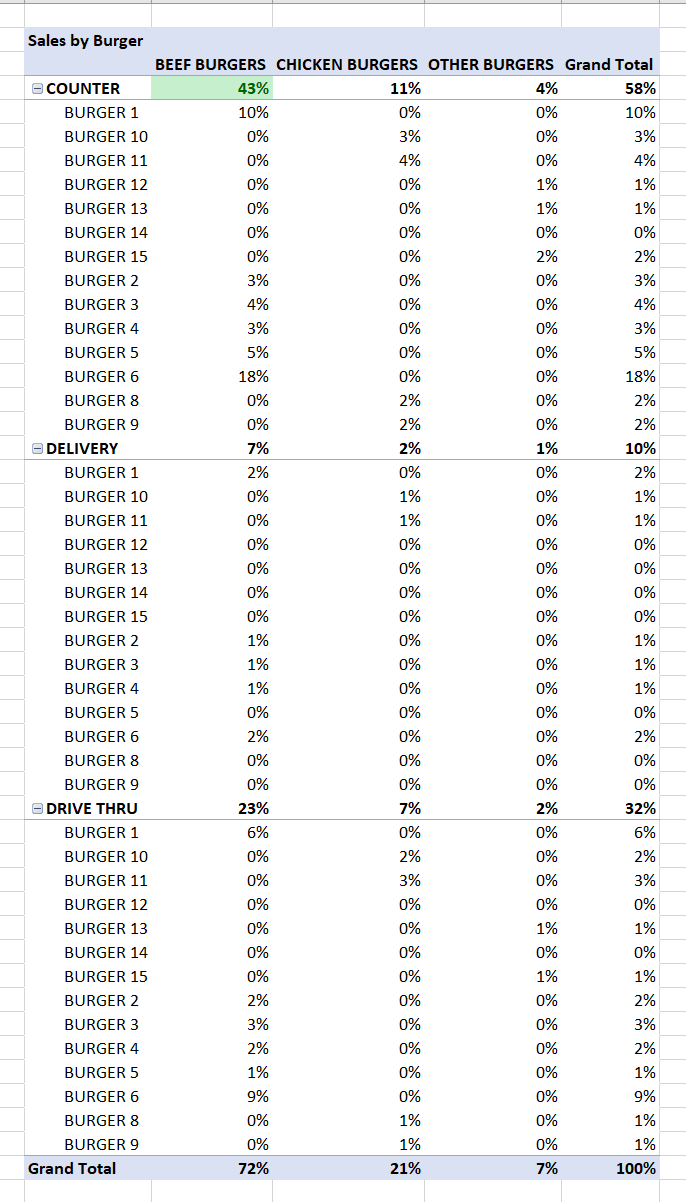 Sales by Burger
BEEF BURGERS CHICKEN BURGERS OTHER BURGERS Grand Total
COUNTER 43% 11% 4% 58%
BURGER 1 10% 0% 0% 10%
BURGER 10 0% 3% 0% 3%
BURGER 11 0% 4% 0% 4%
BURGER 12 0% 0% 1% 1%
BURGER 13 0% 0% 1% 1%
BURGER 14 0% 0% 0% 0%
BURGER 15 0% 0% 2% 2%
BURGER 2 3% 0% 0% 3%
BURGER 3 4% 0% 0% 4%
BURGER 4 3% 0% 0% 3%
BURGER 5 5% 0% 0% 5%
BURGER 6 18% 0% 0% 18%
BURGER 8 0% 2% 0% 2%
BURGER 9 0% 2% 0% 2%
DELIVERY 7% 2% 1% 10%
BURGER 1 2% 0% 0% 2%
BURGER 10 0% 1% 0% 1%
BURGER 11 0% 1% 0% 1%
BURGER 12 0% 0% 0% 0%
BURGER 13 0% 0% 0% 0%
BURGER 14 0% 0% 0% 0%
BURGER 15 0% 0% 0% 0%
BURGER 2 1% 0% 0% 1%
BURGER 3 1% 0% 0% 1%
BURGER 4 1% 0% 0% 1%
BURGER 5 0% 0% 0% 0%
BURGER 6 2% 0% 0% 2%
BURGER 8 0% 0% 0% 0%
BURGER 9 0% 0% 0% 0%
DRIVE THRU 23% 7% 2% 32%
BURGER 1 6% 0% 0% 6%
BURGER 10 0% 2% 0% 2%
BURGER 11 0% 3% 0% 3%
BURGER 12 0% 0% 0% 0%
BURGER 13 0% 0% 1% 1%
BURGER 14 0% 0% 0% 0%
BURGER 15 0% 0% 1% 1%
BURGER 2 2% 0% 0% 2%
BURGER 3 3% 0% 0% 3%
BURGER 4 2% 0% 0% 2%
BURGER 5 1% 0% 0% 1%
BURGER 6 9% 0% 0% 9%
BURGER 8 0% 1% 0% 1%
BURGER 9 0% 1% 0% 1%
Grand Total 72% 21% 7% 100%